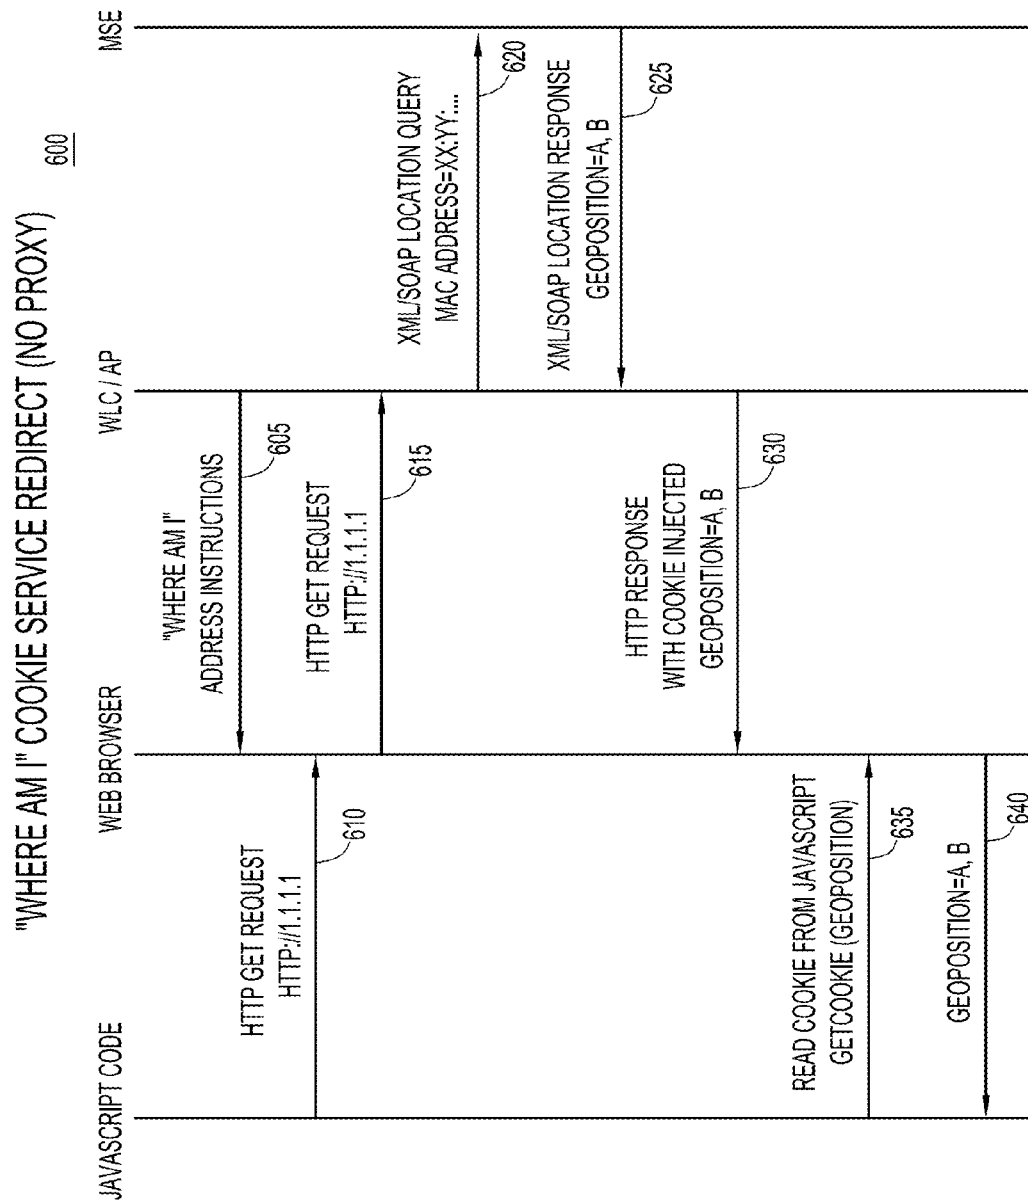 "WHERE AM I" COOKIE SERVICE REDIRECT (NO PROXY)
600
JAVASCRIPT CODE
WEB BROWSER
WLC / AP
MSE
"WHERE AM I"
ADDRESS INSTRUCTIONS
605
HTTP GET REQUEST
HTTP://1.1.1.1
610
HTTP GET REQUEST
HTTP://1.1.1.1
615
XML/SOAP LOCATION QUERY
MAC ADDRESS=XX:YY:....
620
XML/SOAP LOCATION RESPONSE
GEOPOSITION=A, B
625
HTTP RESPONSE
WITH COOKIE INJECTED
GEOPOSITION=A, B
630
READ COOKIE FROM JAVASCRIPT
GETCOOKIE (GEOPOSITION)
635
GEOPOSITION=A, B
640